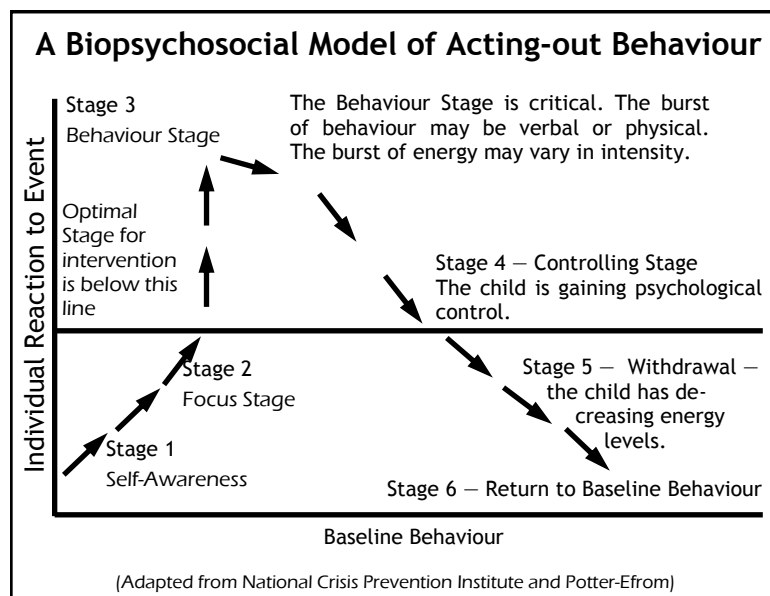 A Biopsychosocial Model of Acting-out Behaviour
Individual Reaction to Event
Stage 3
Behaviour Stage
The Behaviour Stage is critical. The burst
of behaviour may be verbal or physical.
The burst of energy may vary in intensity.
Optimal
Stage for
intervention
is below this
line
Stage 4 – Controlling Stage
The child is gaining psychological
control.
Stage 2
Focus Stage
Stage 5 – Withdrawal –
the child has de-
creasing energy
levels.
Stage 1
Self-Awareness
Stage 6 – Return to Baseline Behaviour
Baseline Behaviour
(Adapted from National Crisis Prevention Institute and Potter-Efrom)